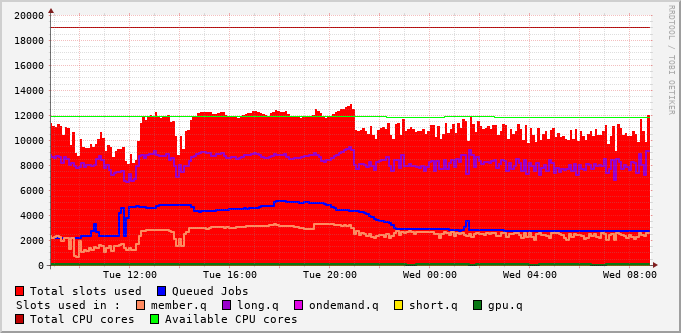 20000
18000
16000
14000
12000
10000
8000
6000
4000
2000
0
Tue 12:00 Tue 16:00 Tue 20:00 Wed 00:00 Wed 04:00 Wed 08:00
RRDTOOL / TOBI OETIKER
Total slots used Queued Jobs
Slots used in : member.q long.q ondemand.q short.q gpu.q
Total CPU cores Available CPU cores